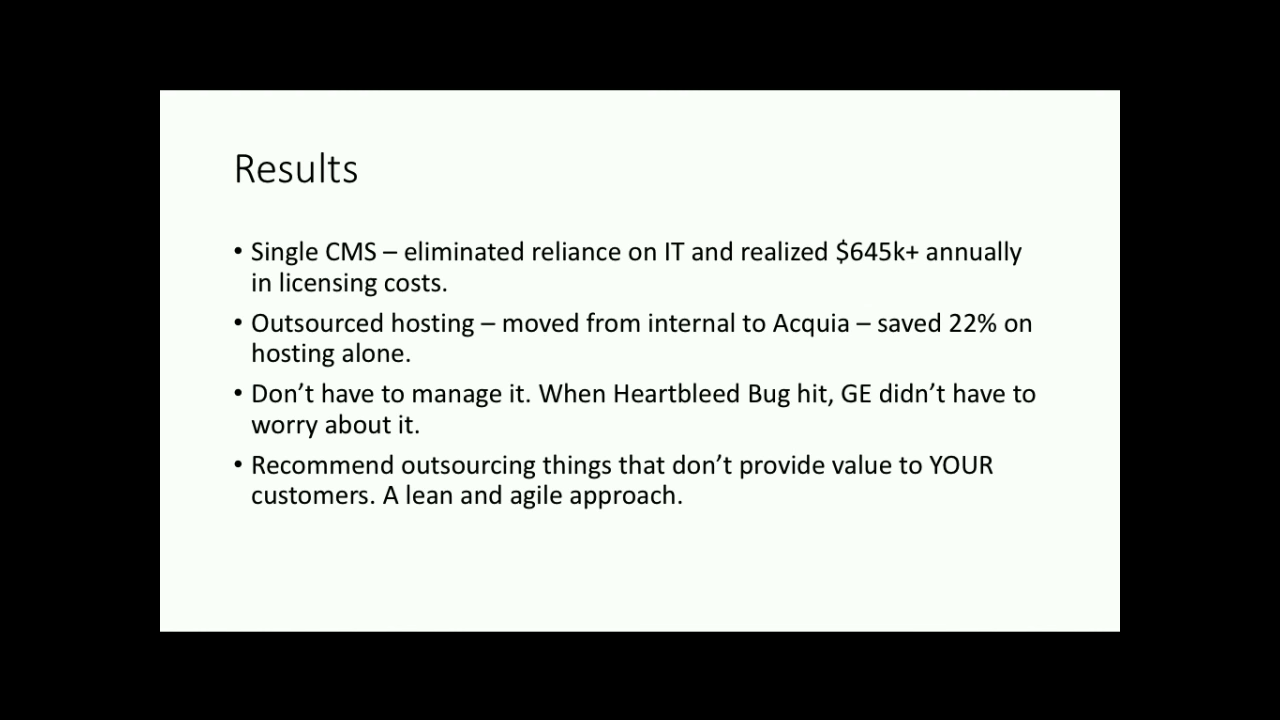 Results
• Single CMS – eliminated reliance on IT and realized $645k+ annually
in licensing costs.
• Outsourced hosting – moved from internal to Acquia – saved 22% on
hosting alone.
• Don’t have to manage it. When Heartbleed Bug hit, GE didn’t have to
worry about it.
• Recommend outsourcing things that don’t provide value to YOUR
customers. A lean and agile approach.